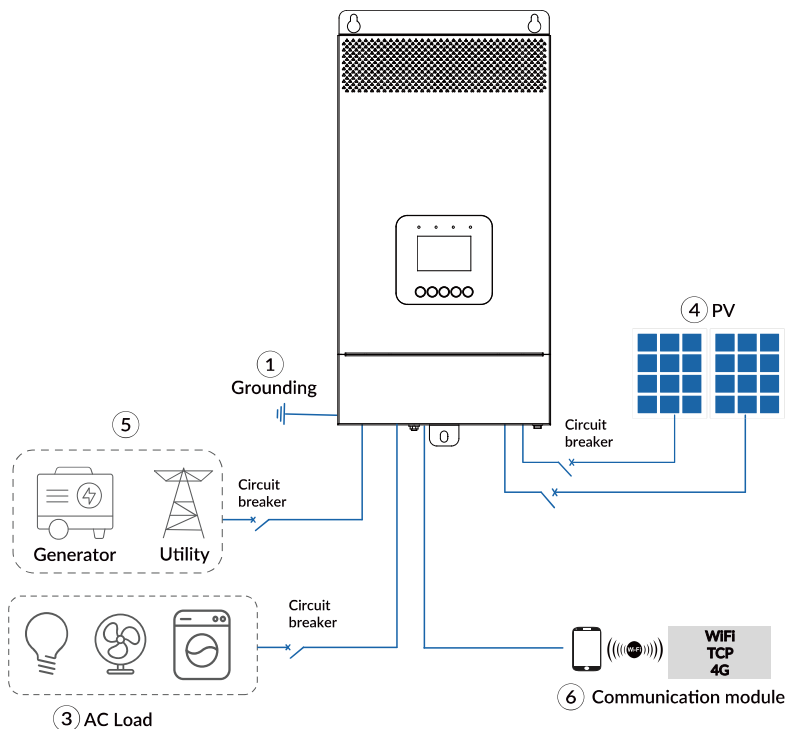 ④ PV
① Grounding
⑤
Circuit
breaker
Circuit
breaker
Generator
Utility
Circuit
breaker
Wi-Fi
WiFi
TCP
4G
⑥ Communication module
③ AC Load